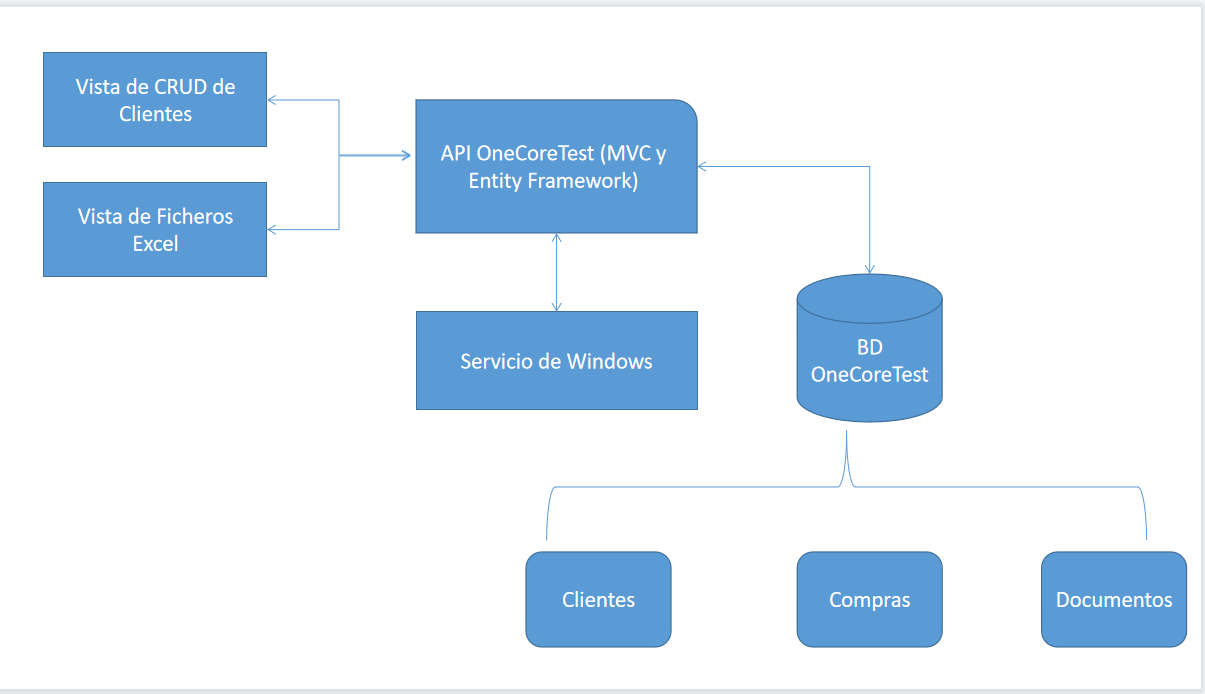 Vista de CRUD de
Clientes
Vista de Ficheros
Excel
API OneCoreTest (MVC y
Entity Framework)
Servicio de Windows
BD
OneCoreTest
Clientes
Compras
Documentos